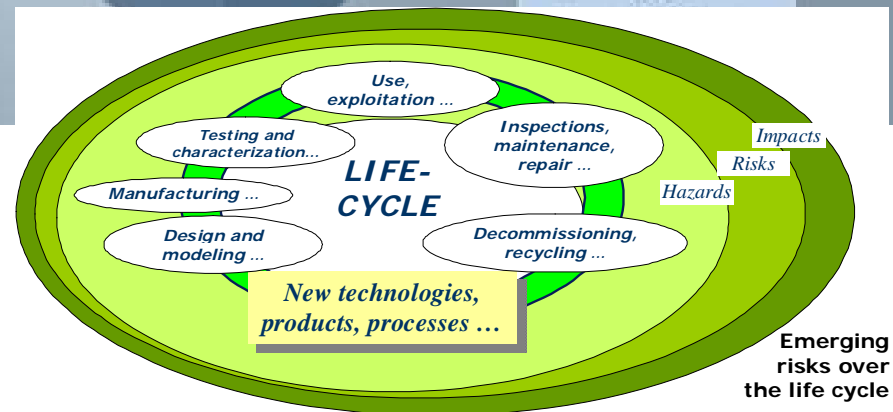 Use,
exploitation ...
Testing and
characterization...
Inspections,
maintenance,
repair ...
Impacts
Risks
Hazards
LIFE-
CYCLE
Manufacturing ...
Design and
modeling ...
Decommissioning,
recycling ...
New technologies,
products, processes ...
Emerging
risks over
the life cycle